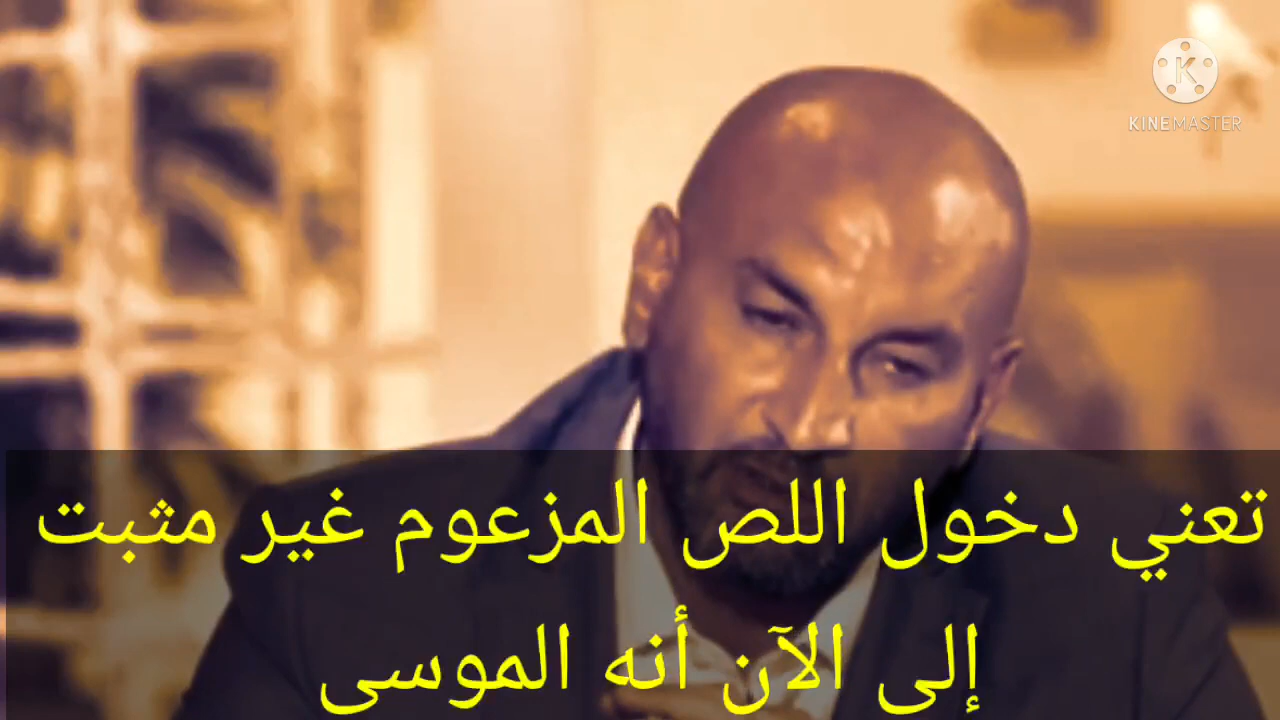 KINEMASTER
تعني دخول اللص المزعوم غير مثبت
إلى الآن أنه الموسى